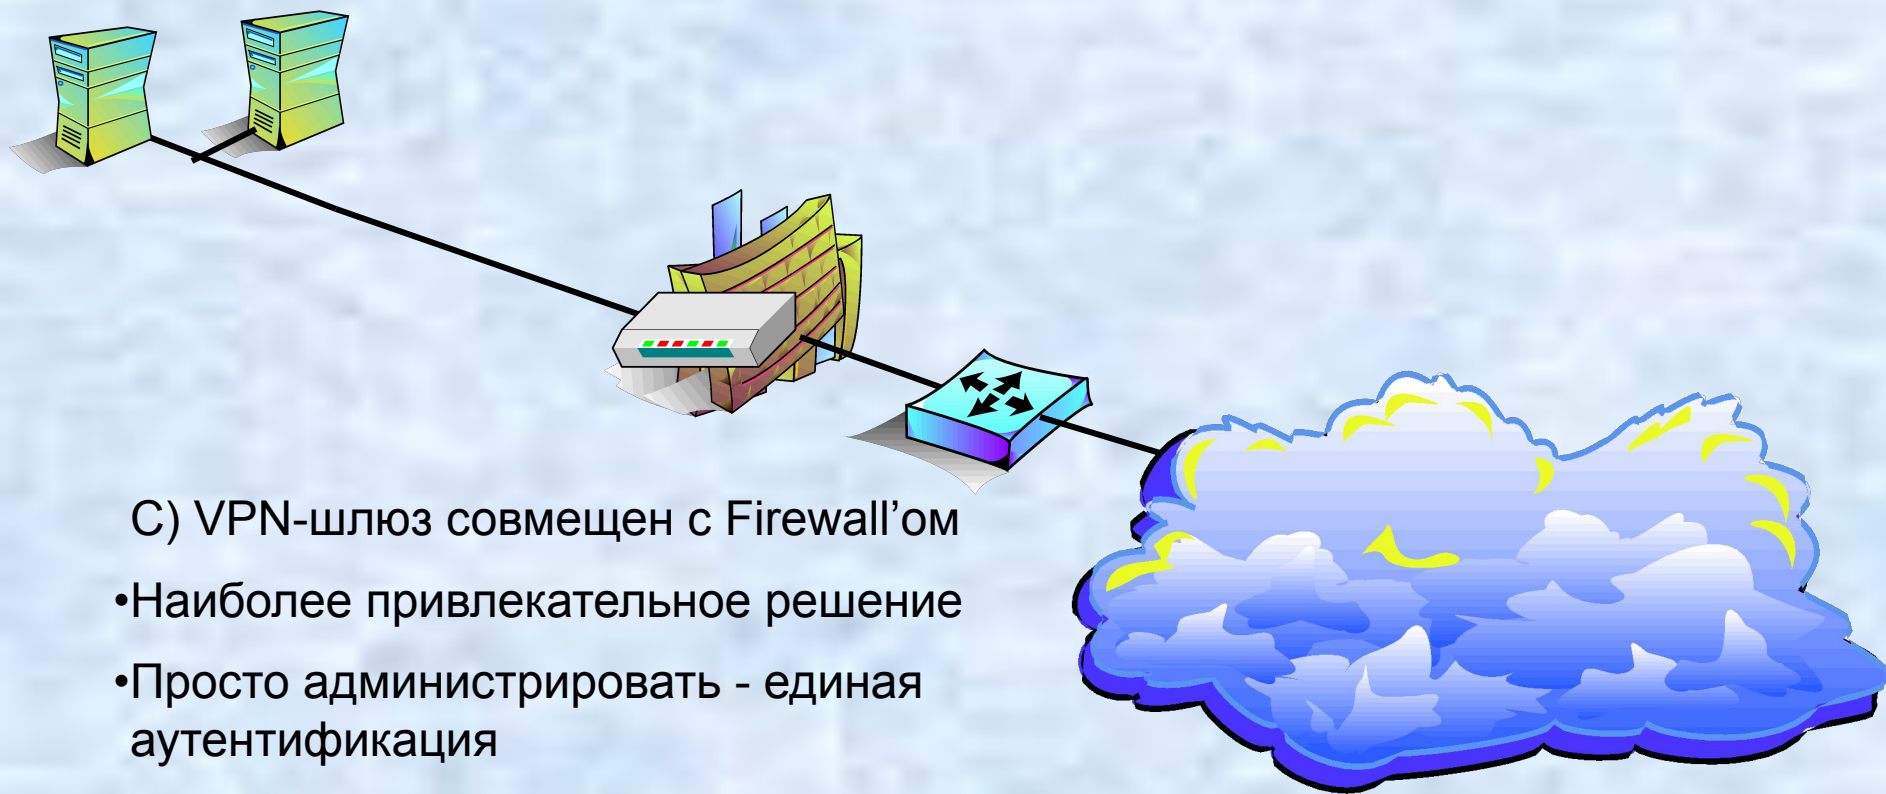 С) VPN-шлюз совмещен с Firewall’ом
•Наиболее привлекательное решение
•Просто администрировать - единая
аутентификация